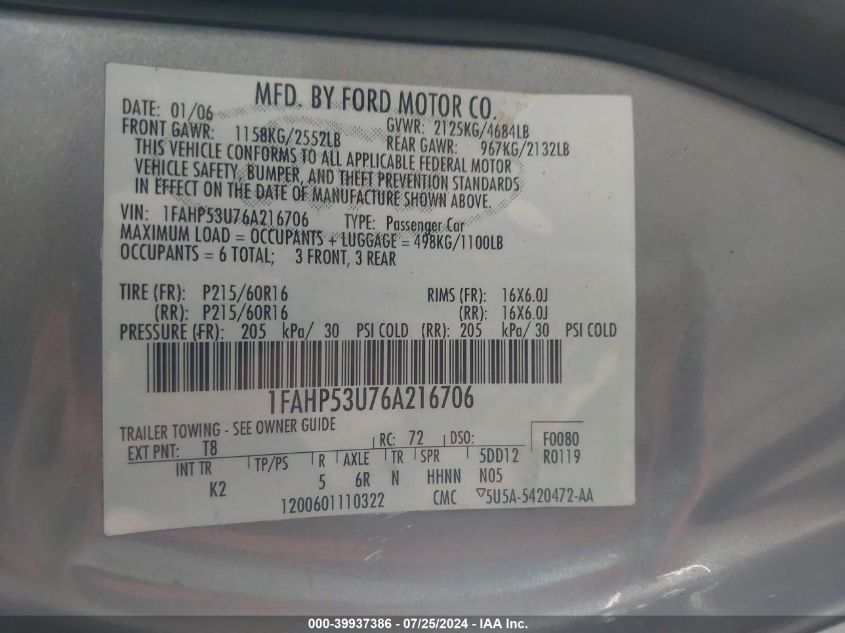 MFD. BY FORD MOTOR CO.
DATE: 01/06 GVWR: 2125KG/4684LB
FRONT GAWR: 1158KG/2552LB REAR GAWR: 967KG/2132LB
THIS VEHICLE CONFORMS TO ALL APPLICABLE FEDERAL MOTOR
VEHICLE SAFETY, BUMPER, AND THEFT PREVENTION STANDARDS
IN EFFECT ON THE DATE OF MANUFACTURE SHOWN ABOVE.
VIN: 1FAHP53U76A216706 TYPE: Passenger Car
MAXIMUM LOAD = OCCUPANTS + LUGGAGE = 498KG/1100LB
OCCUPANTS = 6 TOTAL; 3 FRONT, 3 REAR
TIRE (FR): P215/60R16 RIMS (FR): 16X6.0J
(RR): P215/60R16 (RR): 16X6.0J
PRESSURE (FR): 205 kPa/ 30 PSI COLD (RR): 205 kPa/ 30 PSI COLD
1FAHP53U76A216706
TRAILER TOWING - SEE OWNER GUIDE
EXT PNT: T8 RC: 72 DSO: F0080
INT TR TP/PS R AXLE TR SPR 5DD12 R0119
K2 5 6R N HHNN N05
1200601110322 CMC ▽5U5A-5420472-AA
000-39937386 - 07/25/2024 - IAA Inc.